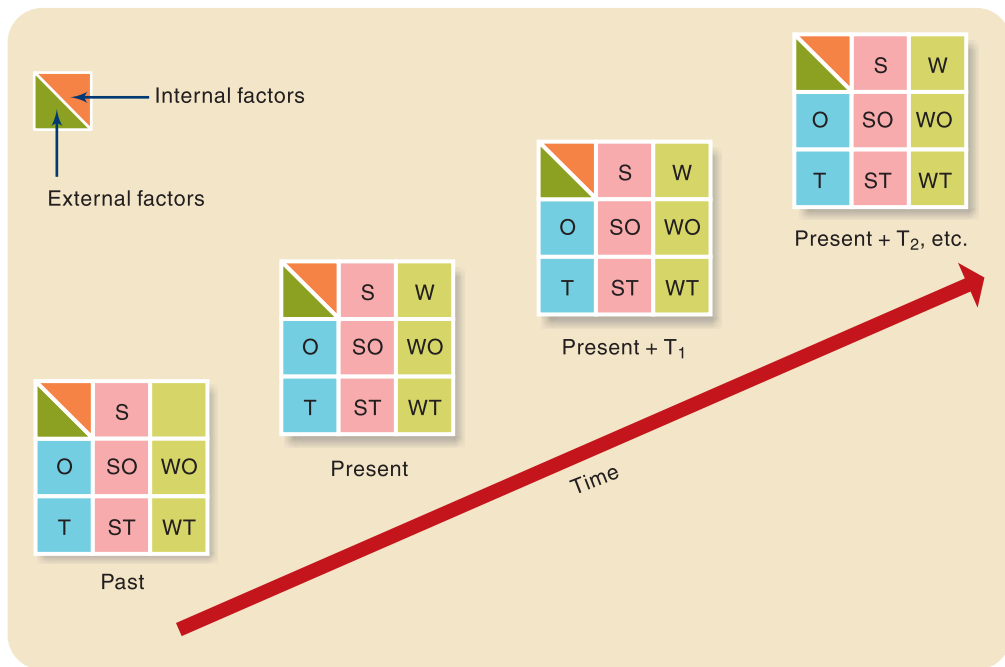 Internal factors
External factors
S W
O SO WO
T ST WT
Present + T₂, etc.
S W
O SO WO
T ST WT
Present + T₁
S W
O SO WO
T ST WT
Present
S
O SO WO
T ST WT
Past
Time